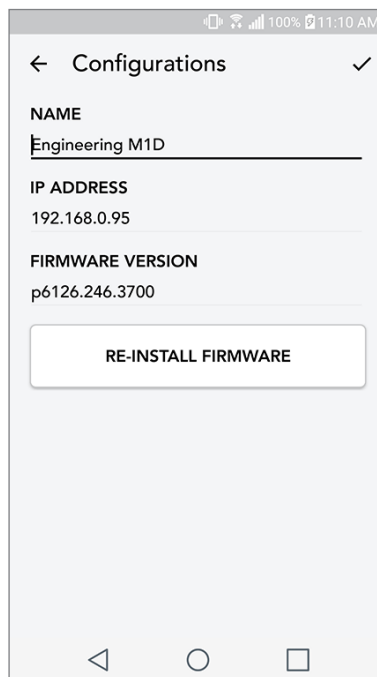 100% 11:10 AM
Configurations
NAME
Engineering M1D
IP ADDRESS
192.168.0.95
FIRMWARE VERSION
p6126.246.3700
RE-INSTALL FIRMWARE